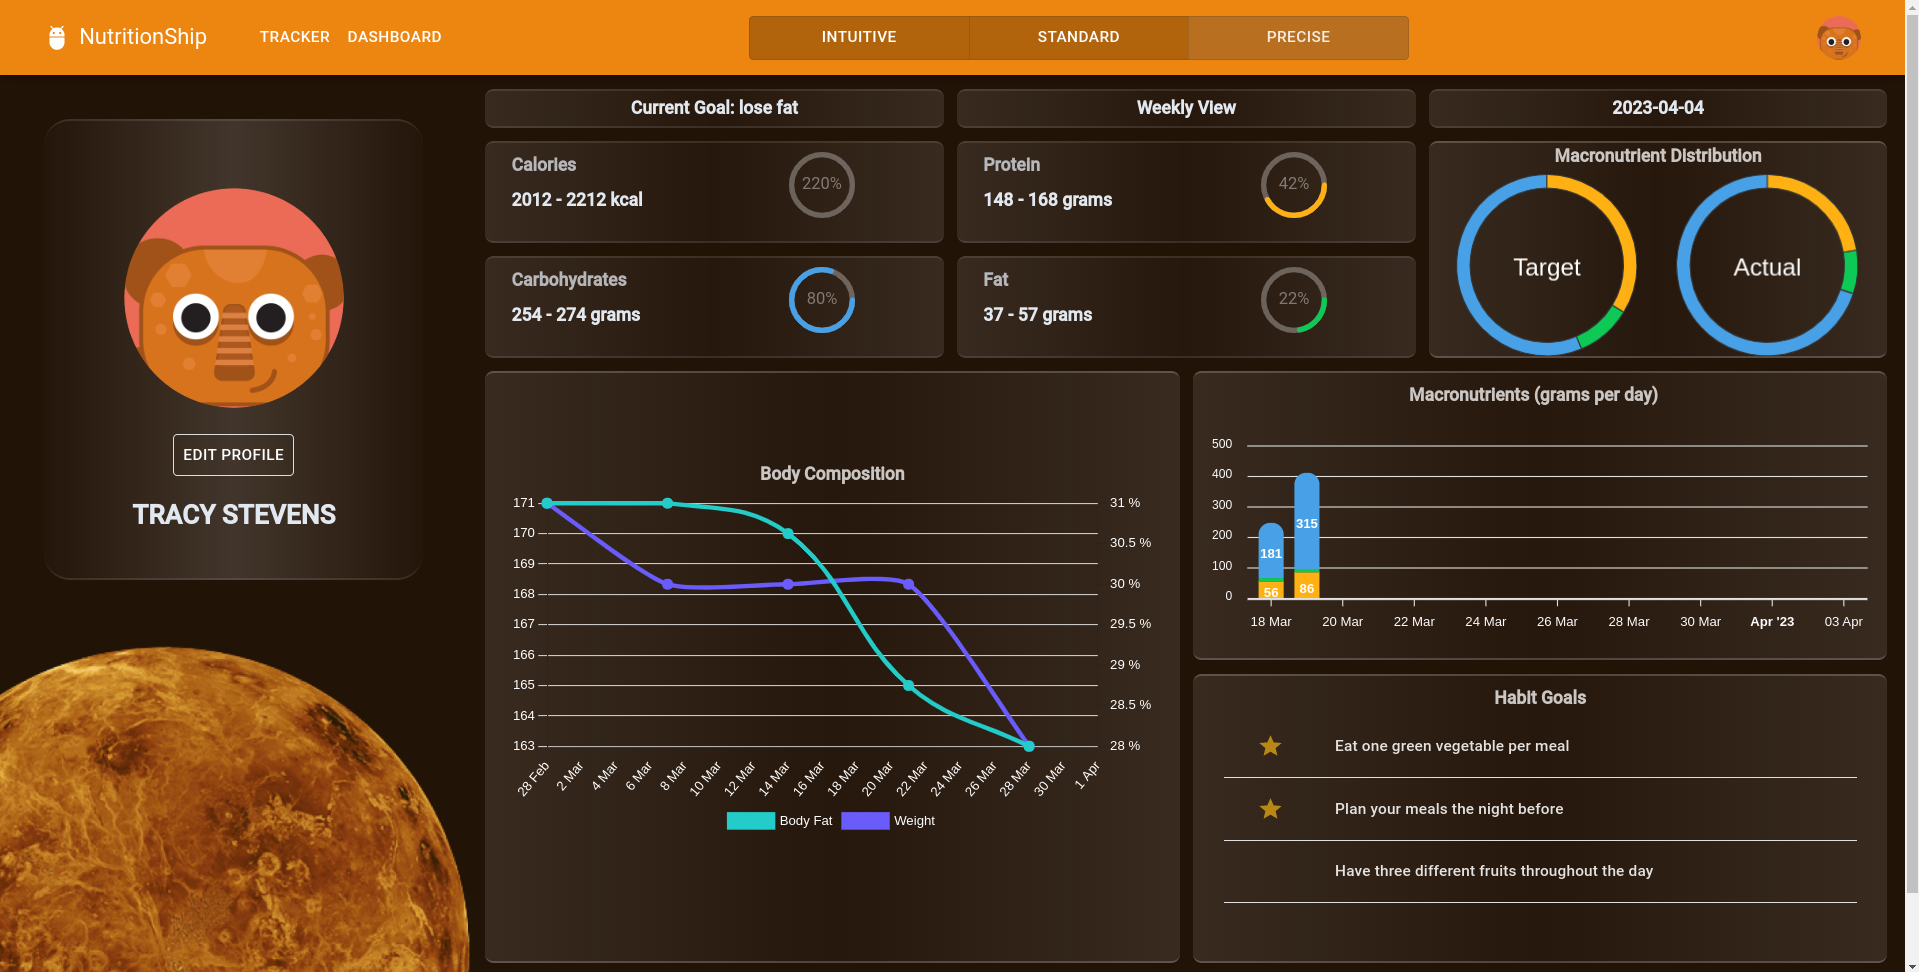 NutritionShip
TRACKER DASHBOARD
INTUITIVE STANDARD PRECISE
EDIT PROFILE
TRACY STEVENS
Current Goal: lose fat
Weekly View
2023-04-04
Calories
2012 - 2212 kcal
220%
Protein
148 - 168 grams
42%
Carbohydrates
254 - 274 grams
80%
Fat
37 - 57 grams
22%
Macronutrient Distribution
Target Actual
Body Composition
171
170
169
168
167
166
165
164
163
31 %
30.5 %
30 %
29.5 %
29 %
28.5 %
28 %
28 Feb 2 Mar 4 Mar 6 Mar 8 Mar 10 Mar 12 Mar 14 Mar 16 Mar 18 Mar 20 Mar 22 Mar 24 Mar 26 Mar 28 Mar 30 Mar 1 Apr
Body Fat Weight
Macronutrients (grams per day)
500
400
300
200
100
0
315
181
56 86
18 Mar 20 Mar 22 Mar 24 Mar 26 Mar 28 Mar 30 Mar Apr '23 03 Apr
Habit Goals
Eat one green vegetable per meal
Plan your meals the night before
Have three different fruits throughout the day